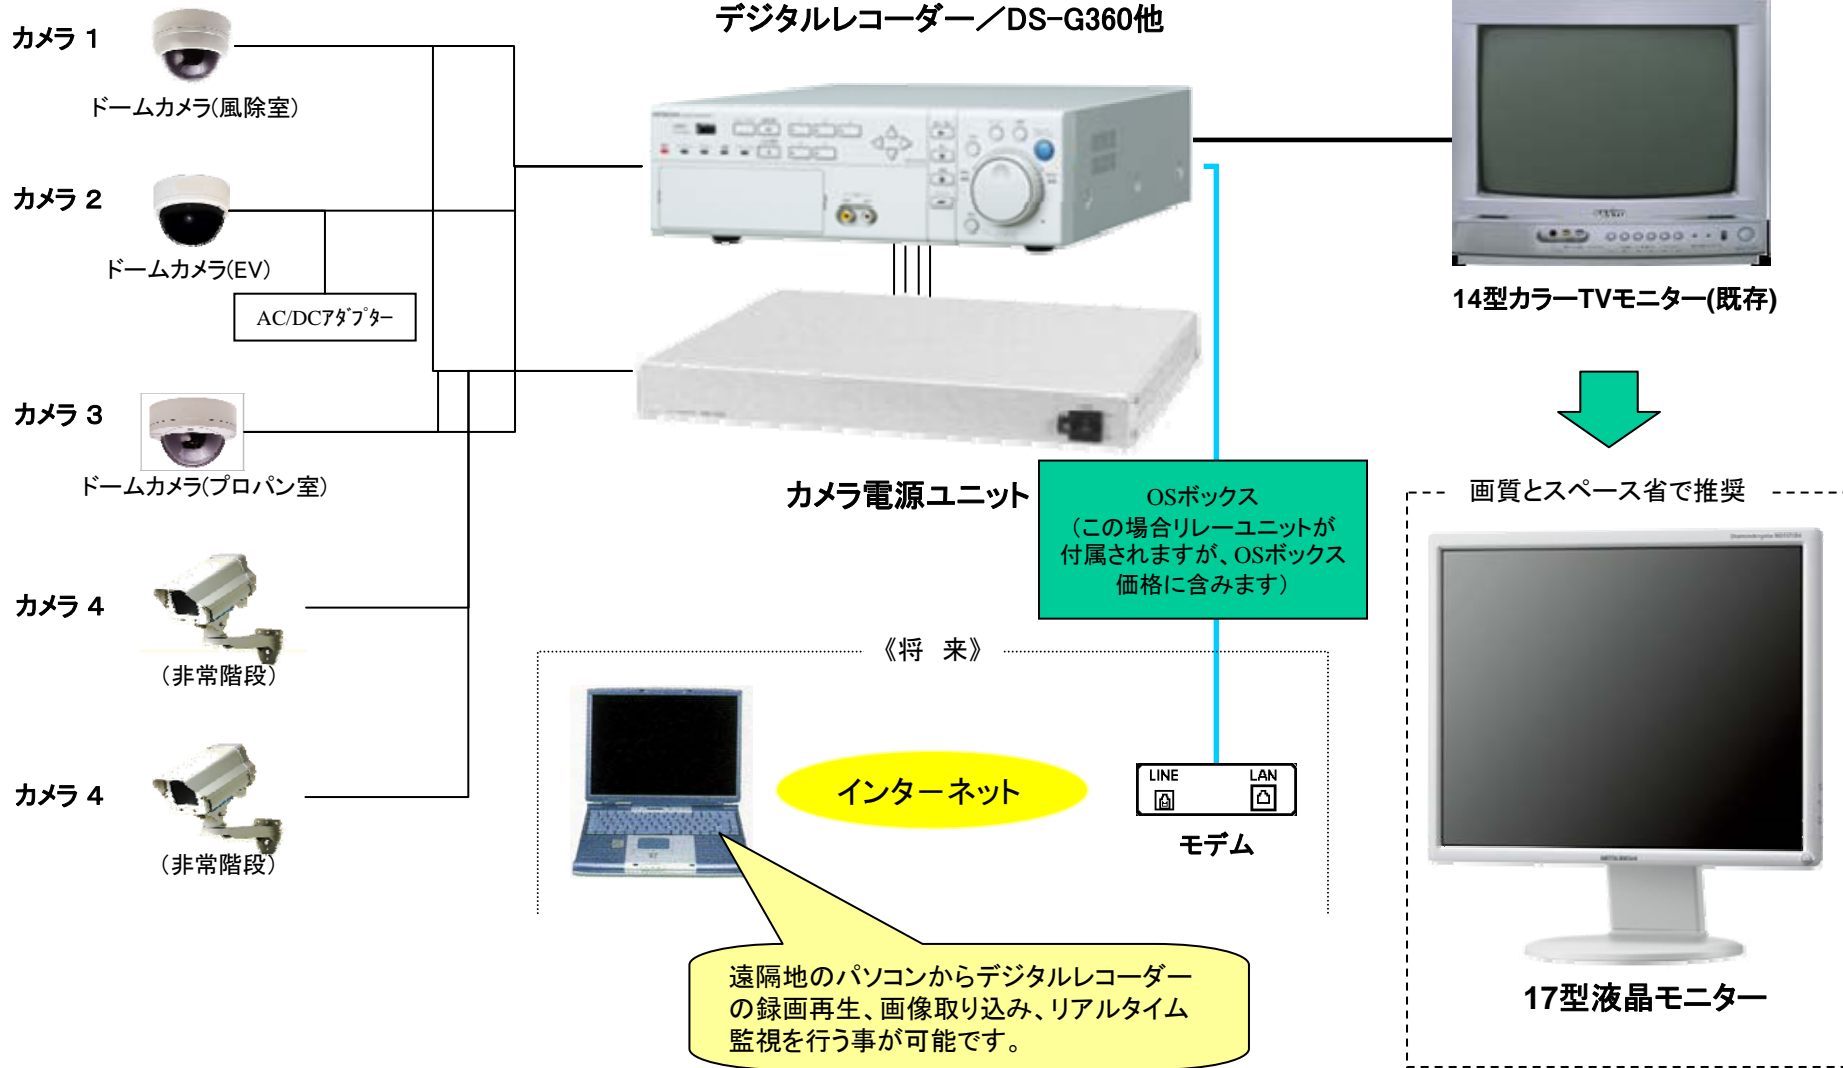 デジタルレコーダー／DS-G360他
カメラ 1
ドームカメラ(風除室)
カメラ 2
ドームカメラ(EV)
AC/DCｱﾀﾞﾌﾟﾀｰ
カメラ 3
ドームカメラ(プロパン室)
カメラ 4
（非常階段）
カメラ 4
（非常階段）
カメラ電源ユニット
OSボックス
（この場合リレーユニットが
付属されますが、OSボックス
価格に含みます）
《将　来》
インターネット
LINE
LAN
モデム
遠隔地のパソコンからデジタルレコーダー
の録画再生、画像取り込み、リアルタイム
監視を行う事が可能です。
14型カラーTVモニター(既存)
画質とスペース省で推奨
17型液晶モニター